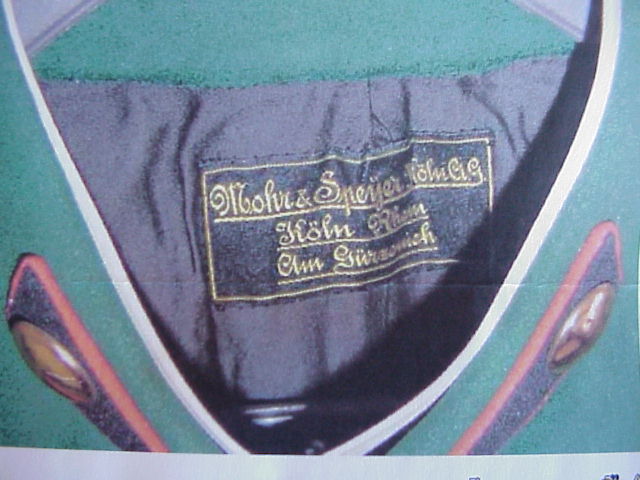 Mohr & Speyer Köln A.G.
Köln Rhein
Am Gürzenich